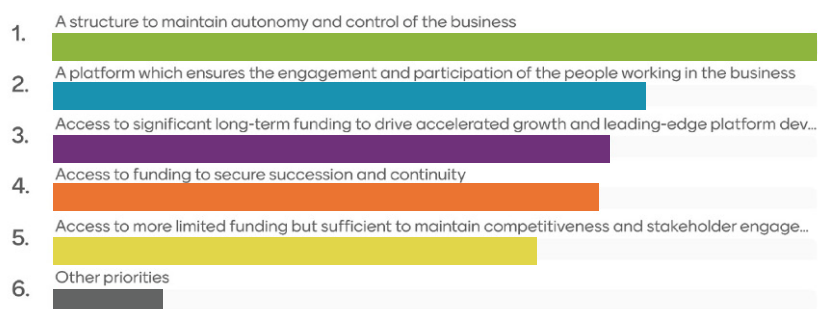 1. A structure to maintain autonomy and control of the business
2. A platform which ensures the engagement and participation of the people working in the business
3. Access to significant long-term funding to drive accelerated growth and leading-edge platform dev...
4. Access to funding to secure succession and continuity
5. Access to more limited funding but sufficient to maintain competitiveness and stakeholder engage...
6. Other priorities